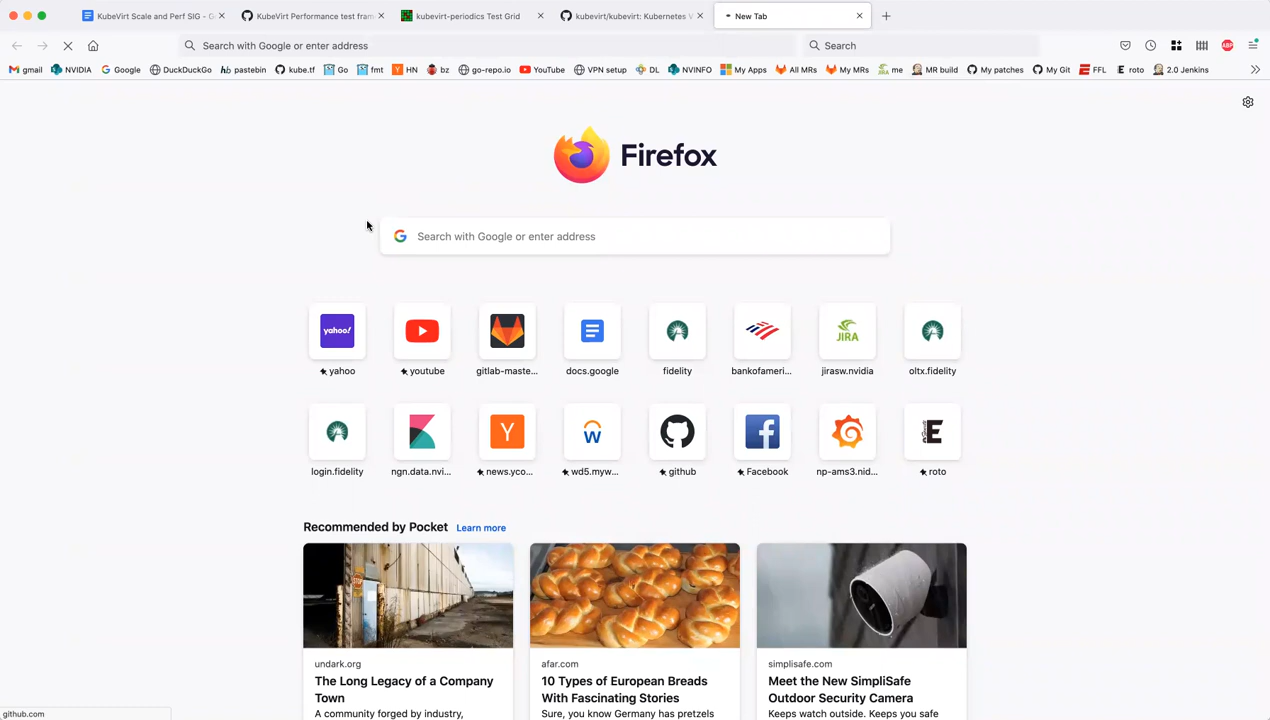 KubeVirt Scale and Perf SIG - D
KubeVirt Performance test fram
kubevirt-periodics Test Grid
kubevirt/kubevirt: Kubernetes V
New Tab
Search with Google or enter address
Search
gmail
NVIDIA
Google
DuckDuckGo
pastebin
kube.tf
Go
fmt
HN
bz
go-repo.io
YouTube
VPN setup
DL
NVINFO
My Apps
All MRs
My MRs
me
MR build
My patches
My Git
FFL
roto
2.0 Jenkins
Firefox
Search with Google or enter address
yahoo!
JIRA
yahoo
youtube
gitlab-maste...
docs.google
fidelity
bankofameri...
jirasw.nvidia
oltx.fidelity
login.fidelity
ngn.data.nvi...
news.yco...
wd5.myw...
github
Facebook
np-ams3.nid...
roto
Recommended by Pocket
Learn more
STOP
undark.org
The Long Legacy of a Company
Town
A community forged by industry,
afar.com
10 Types of European Breads
With Fascinating Stories
Sure, you know Germany has pretzels
simplisafe.com
Meet the New SimpliSafe
Outdoor Security Camera
Keeps watch outside. Keeps you safe
github.com